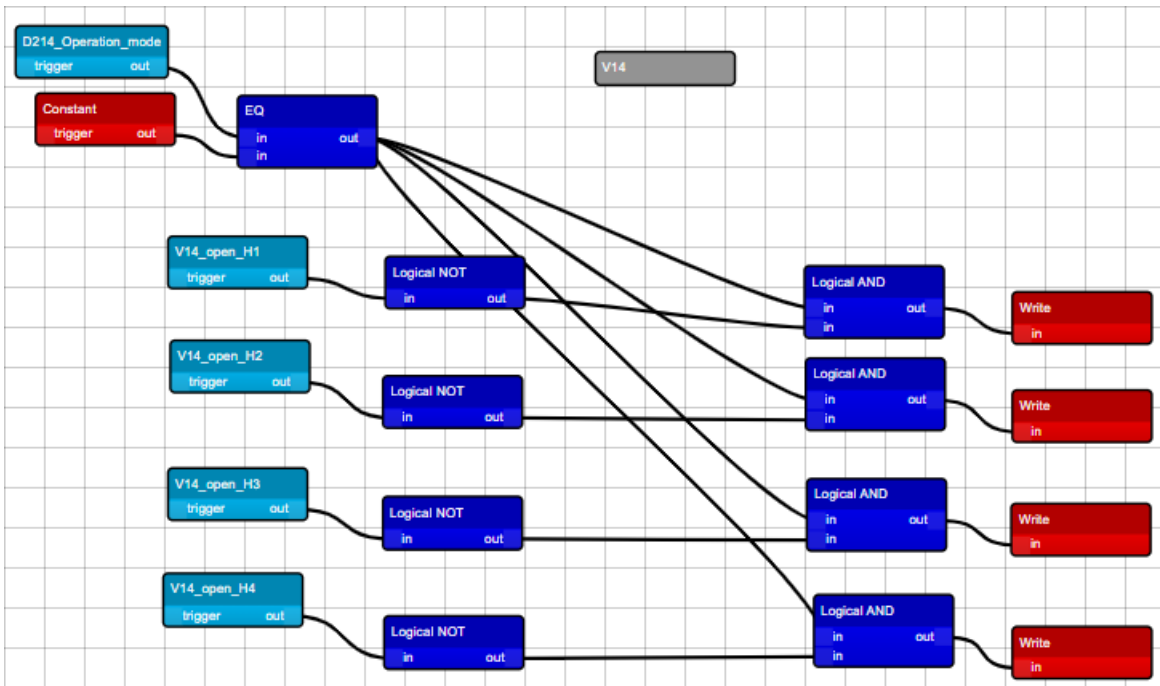 D214_Operation_mode
trigger out
V14
Constant
trigger out
EQ
in out
in
V14_open_H1
trigger out
Logical NOT
in out
Logical AND
in out
in
Write
in
V14_open_H2
trigger out
Logical NOT
in out
Logical AND
in out
in
Write
in
V14_open_H3
trigger out
Logical NOT
in out
Logical AND
in out
in
Write
in
V14_open_H4
trigger out
Logical NOT
in out
Logical AND
in out
in
Write
in